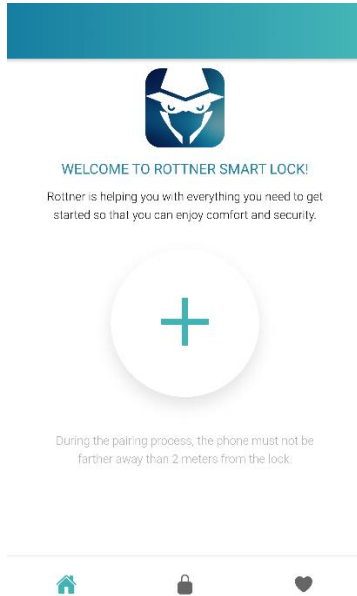 WELCOME TO ROTTNER SMART LOCK!
Rottner is helping you with everything you need to get
started so that you can enjoy comfort and security.
During the pairing process, the phone must not be
farther away than 2 meters from the lock.